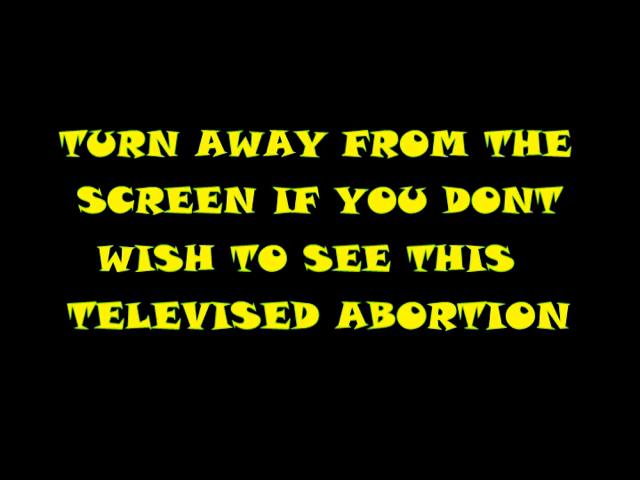 TURN AWAY FROM THE
SCREEN IF YOU DONT
WISH TO SEE THIS
TELEVISED ABORTION